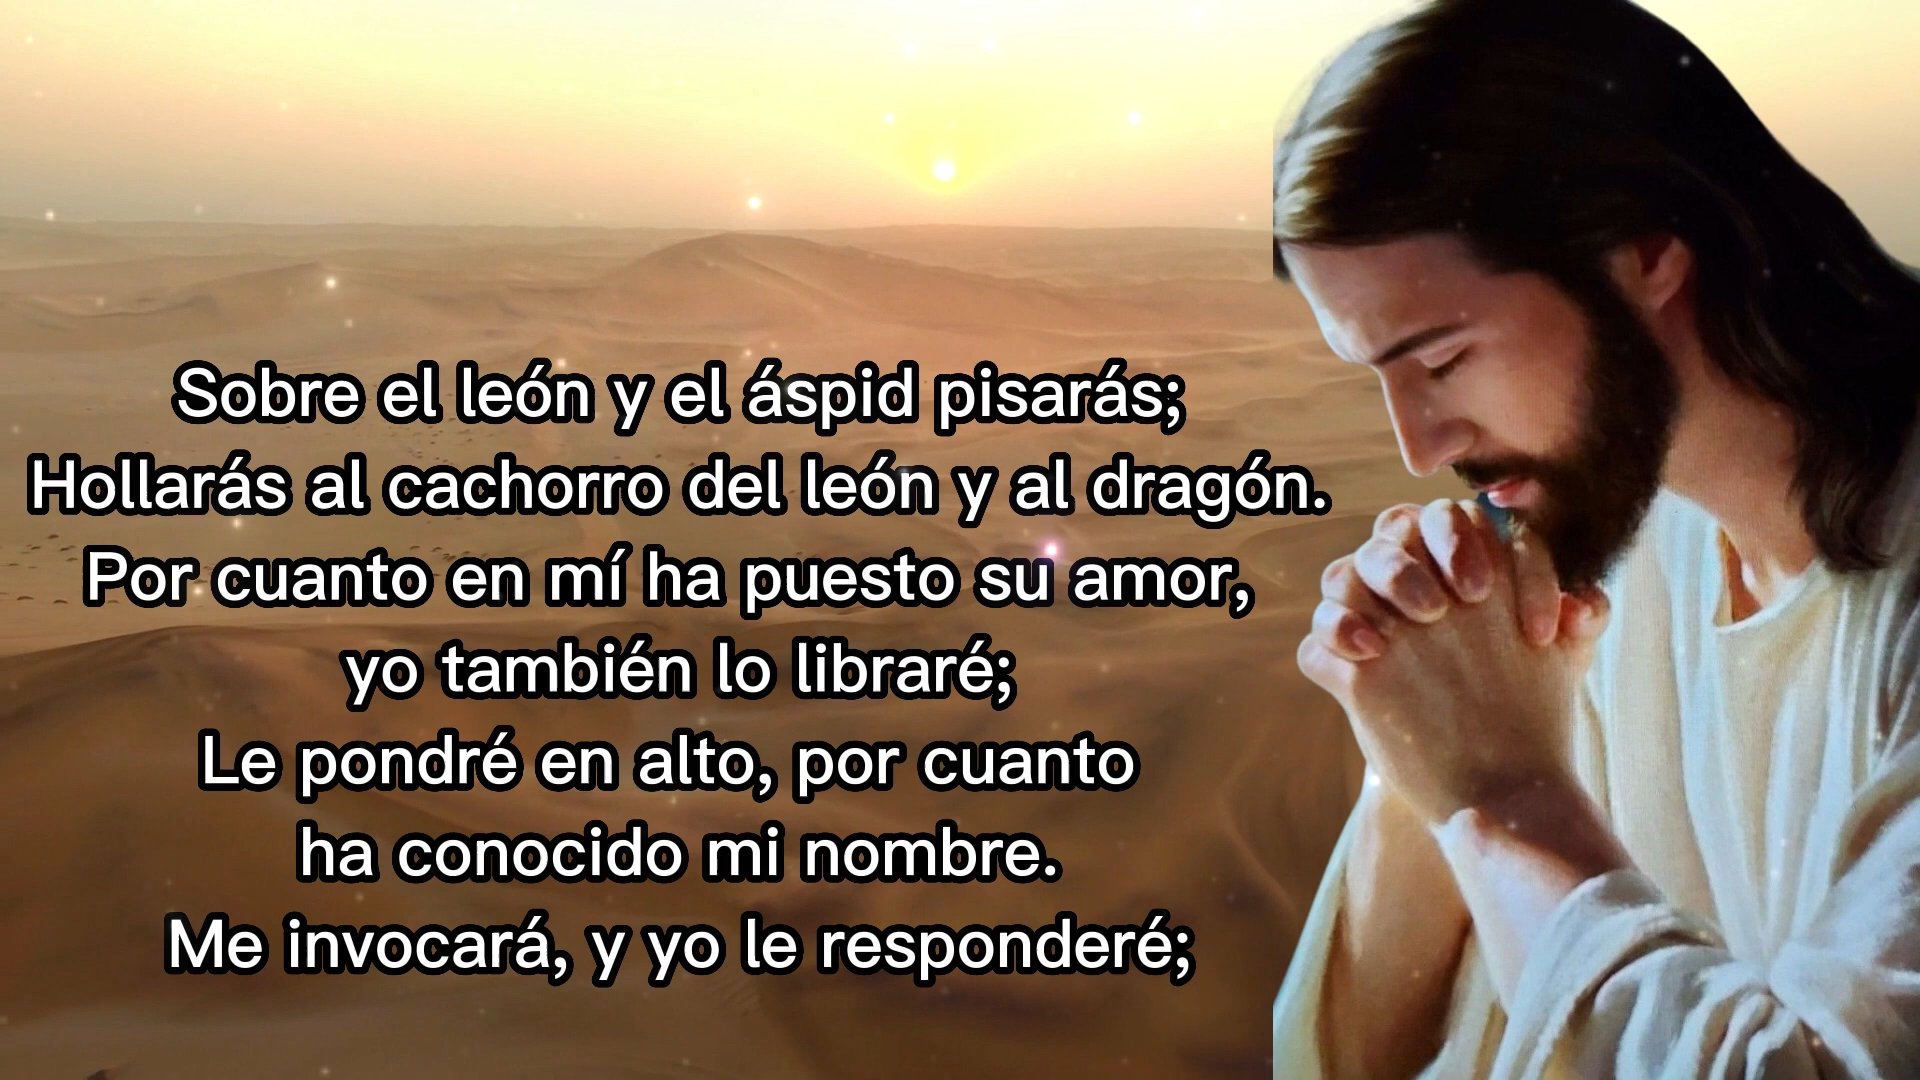 Sobre el león y el áspid pisarás;
Hollarás al cachorro del león y al dragón.
Por cuanto en mí ha puesto su amor,
yo también lo libraré;
Le pondré en alto, por cuanto
ha conocido mi nombre.
Me invocará, y yo le responderé;